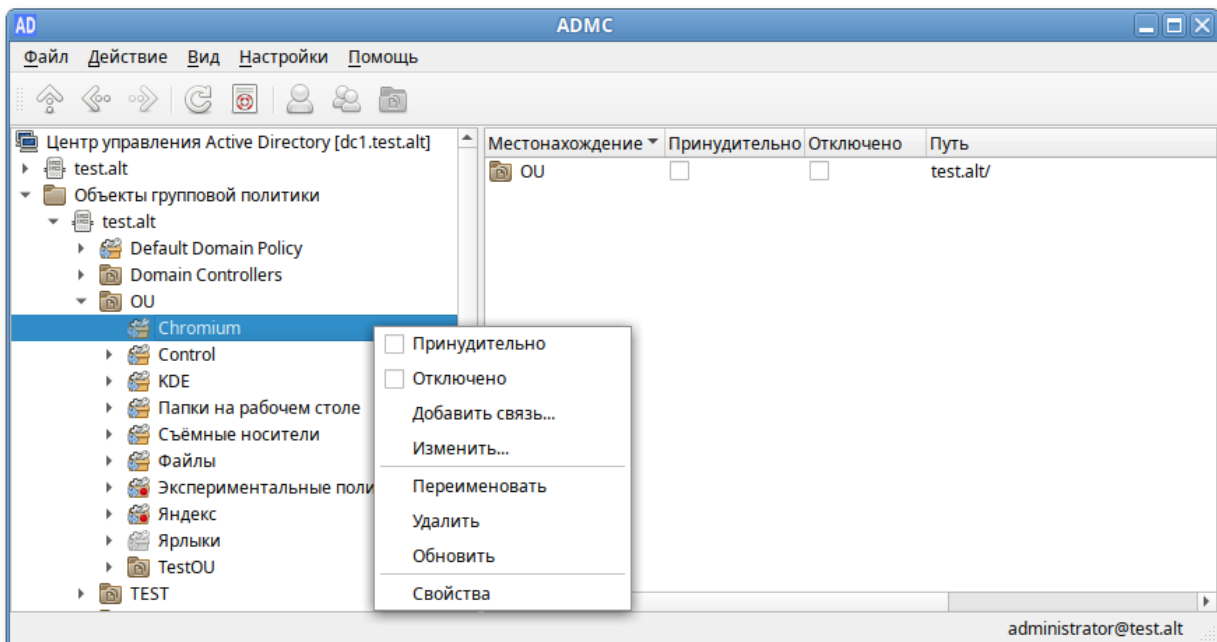 AD ADMC
Файл Действие Вид Настройки Помощь
Центр управления Active Directory [dc1.test.alt]
test.alt
Объекты групповой политики
test.alt
Default Domain Policy
Domain Controllers
OU
Chromium
Control
KDE
Папки на рабочем столе
Съёмные носители
Файлы
Экспериментальные поли
Яндекс
Ярлыки
TestOU
TEST
Местонахождение Принудительно Отключено Путь
OU test.alt/
Принудительно
Отключено
Добавить связь...
Изменить...
Переименовать
Удалить
Обновить
Свойства
administrator@test.alt